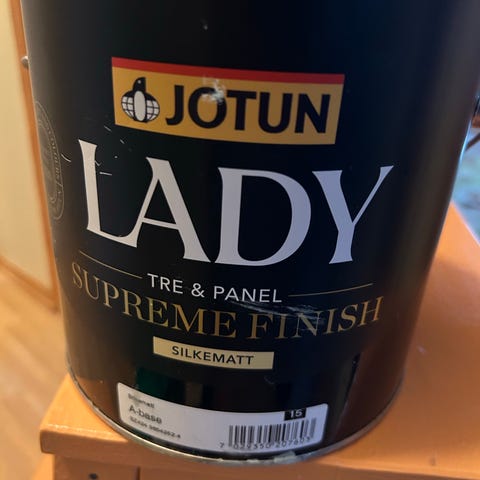 JOTUN
LADY
TRE & PANEL
SUPREME FINISH
SILKEMATT
A-base
15